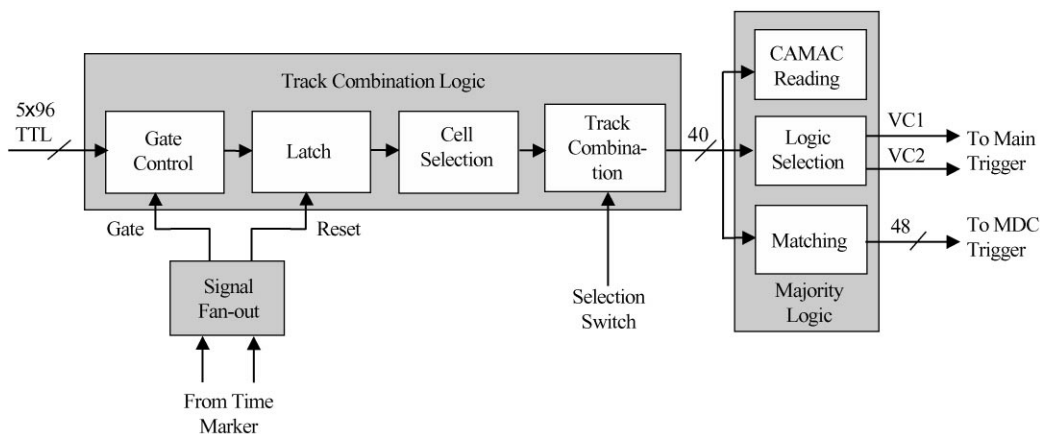 Track Combination Logic
5x96
TTL
Gate
Control
Latch
Cell
Selection
Track
Combina-
tion
40
CAMAC
Reading
Logic
Selection
VC1
VC2
To Main
Trigger
Matching
48
To MDC
Trigger
Majority
Logic
Gate
Reset
Signal
Fan-out
Selection
Switch
From Time
Marker